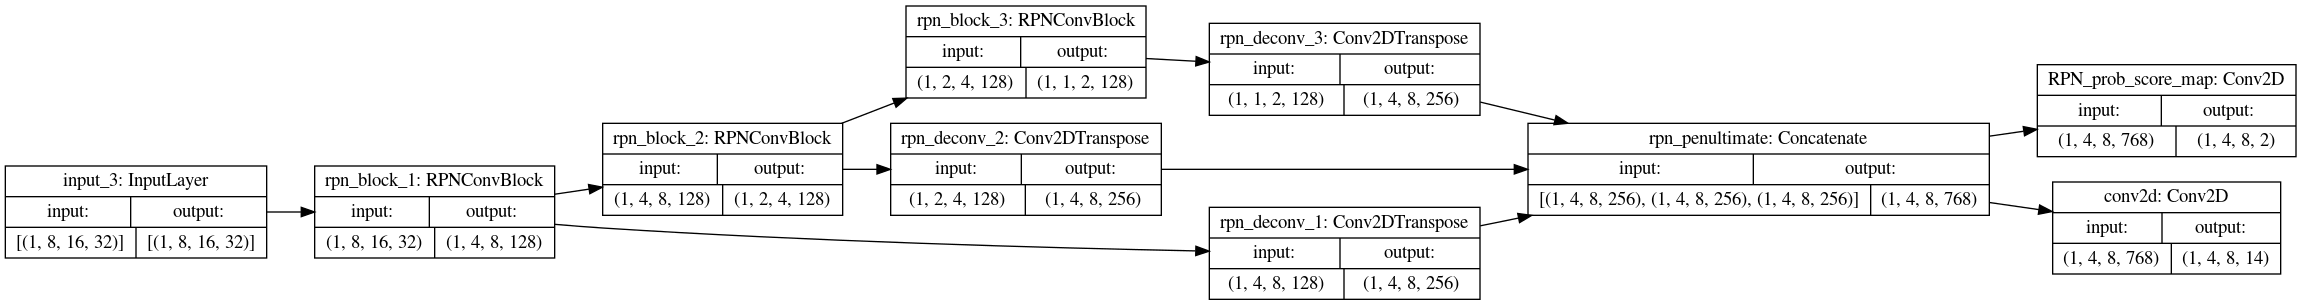 input_3: InputLayer
input: output:
[(1, 8, 16, 32)] [(1, 8, 16, 32)]
rpn_block_1: RPNConvBlock
input: output:
(1, 8, 16, 32) (1, 4, 8, 128)
rpn_block_2: RPNConvBlock
input: output:
(1, 4, 8, 128) (1, 2, 4, 128)
rpn_block_3: RPNConvBlock
input: output:
(1, 2, 4, 128) (1, 1, 2, 128)
rpn_deconv_2: Conv2DTranspose
input: output:
(1, 2, 4, 128) (1, 4, 8, 256)
rpn_deconv_3: Conv2DTranspose
input: output:
(1, 1, 2, 128) (1, 4, 8, 256)
rpn_deconv_1: Conv2DTranspose
input: output:
(1, 4, 8, 128) (1, 4, 8, 256)
rpn_penultimate: Concatenate
input: output:
[(1, 4, 8, 256), (1, 4, 8, 256), (1, 4, 8, 256)] (1, 4, 8, 768)
RPN_prob_score_map: Conv2D
input: output:
(1, 4, 8, 768) (1, 4, 8, 2)
conv2d: Conv2D
input: output:
(1, 4, 8, 768) (1, 4, 8, 14)